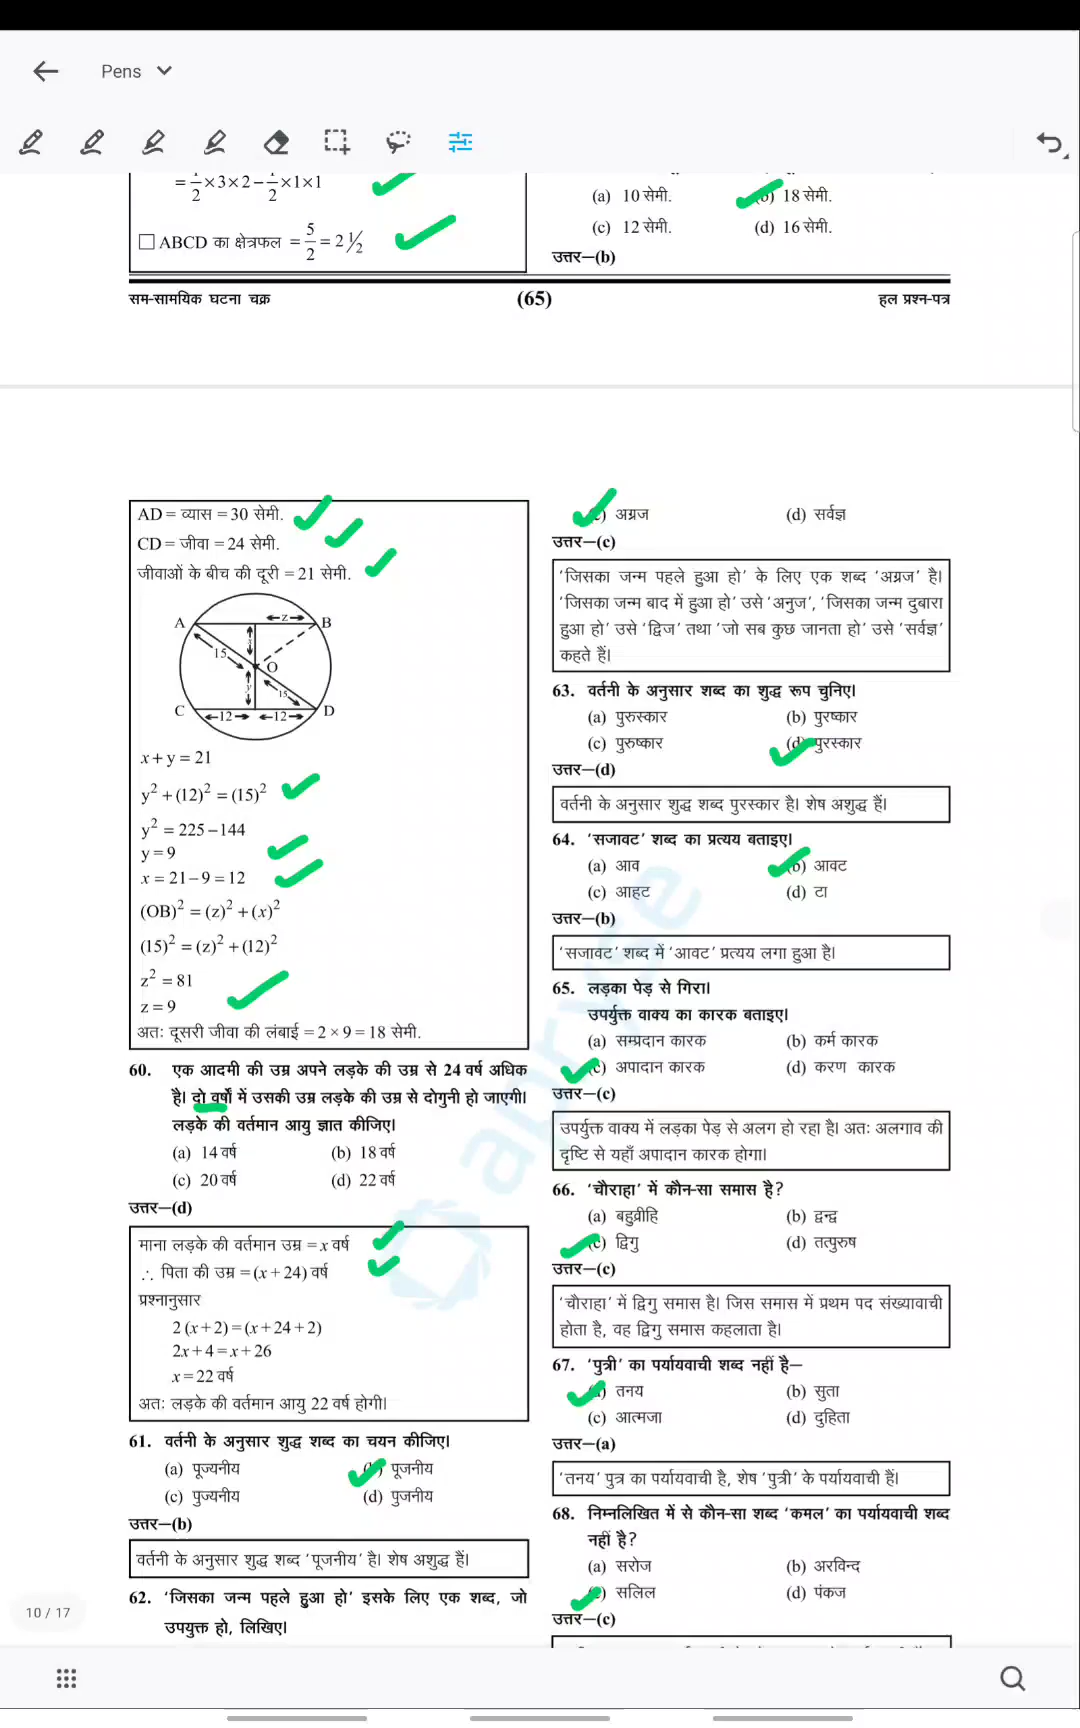 Pens
= 1/2 ×3×2 − 1/2 ×1×1
□ ABCD का क्षेत्रफल = 5/2 = 2 1/2
(a) 10 सेमी.
(b) 18 सेमी.
(c) 12 सेमी.
(d) 16 सेमी.
उत्तर—(b)
सम-सामयिक घटना चक्र
(65)
हल प्रश्न-पत्र
AD = व्यास = 30 सेमी.
CD = जीवा = 24 सेमी.
जीवाओं के बीच की दूरी = 21 सेमी.
A
z
B
x
15
O
y
15
C
12
12
D
x + y = 21
y² + (12)² = (15)²
y² = 225 − 144
y = 9
x = 21 − 9 = 12
(OB)² = (z)² + (x)²
(15)² = (z)² + (12)²
z² = 81
z = 9
अतः दूसरी जीवा की लंबाई = 2 × 9 = 18 सेमी.
60. एक आदमी की उम्र अपने लड़के की उम्र से 24 वर्ष अधिक
है। दो वर्षों में उसकी उम्र लड़के की उम्र से दोगुनी हो जाएगी।
लड़के की वर्तमान आयु ज्ञात कीजिए।
(a) 14 वर्ष
(b) 18 वर्ष
(c) 20 वर्ष
(d) 22 वर्ष
उत्तर—(d)
माना लड़के की वर्तमान उम्र = x वर्ष
∴ पिता की उम्र = (x + 24) वर्ष
प्रश्नानुसार
2 (x + 2) = (x + 24 + 2)
2x + 4 = x + 26
x = 22 वर्ष
अतः लड़के की वर्तमान आयु 22 वर्ष होगी।
61. वर्तनी के अनुसार शुद्ध शब्द का चयन कीजिए।
(a) पूज्यनीय
पूजनीय
(c) पुज्यनीय
(d) पुजनीय
उत्तर—(b)
वर्तनी के अनुसार शुद्ध शब्द 'पूजनीय' है। शेष अशुद्ध हैं।
62. 'जिसका जन्म पहले हुआ हो' इसके लिए एक शब्द, जो
उपयुक्त हो, लिखिए।
अग्रज
(d) सर्वज्ञ
उत्तर—(c)
'जिसका जन्म पहले हुआ हो' के लिए एक शब्द 'अग्रज' है।
'जिसका जन्म बाद में हुआ हो' उसे 'अनुज', 'जिसका जन्म दुबारा
हुआ हो' उसे 'द्विज' तथा 'जो सब कुछ जानता हो' उसे 'सर्वज्ञ'
कहते हैं।
63. वर्तनी के अनुसार शब्द का शुद्ध रूप चुनिए।
(a) पुरुस्कार
(b) पुरष्कार
(c) पुरुष्कार
(d) पुरस्कार
उत्तर—(d)
वर्तनी के अनुसार शुद्ध शब्द पुरस्कार है। शेष अशुद्ध हैं।
64. 'सजावट' शब्द का प्रत्यय बताइए।
(a) आव
(b) आवट
(c) आहट
(d) टा
उत्तर—(b)
'सजावट' शब्द में 'आवट' प्रत्यय लगा हुआ है।
65. लड़का पेड़ से गिरा।
उपर्युक्त वाक्य का कारक बताइए।
(a) सम्प्रदान कारक
(b) कर्म कारक
(c) अपादान कारक
(d) करण कारक
उत्तर—(c)
उपर्युक्त वाक्य में लड़का पेड़ से अलग हो रहा है। अतः अलगाव की
दृष्टि से यहाँ अपादान कारक होगा।
66. 'चौराहा' में कौन-सा समास है?
(a) बहुव्रीहि
(b) द्वन्द्व
(c) द्विगु
(d) तत्पुरुष
उत्तर—(c)
'चौराहा' में द्विगु समास है। जिस समास में प्रथम पद संख्यावाची
होता है, वह द्विगु समास कहलाता है।
67. 'पुत्री' का पर्यायवाची शब्द नहीं है—
तनय
(b) सुता
(c) आत्मजा
(d) दुहिता
उत्तर—(a)
'तनय' पुत्र का पर्यायवाची है, शेष 'पुत्री' के पर्यायवाची हैं।
68. निम्नलिखित में से कौन-सा शब्द 'कमल' का पर्यायवाची शब्द
नहीं है?
(a) सरोज
(b) अरविन्द
सलिल
(d) पंकज
उत्तर—(c)
apryse
10 / 17